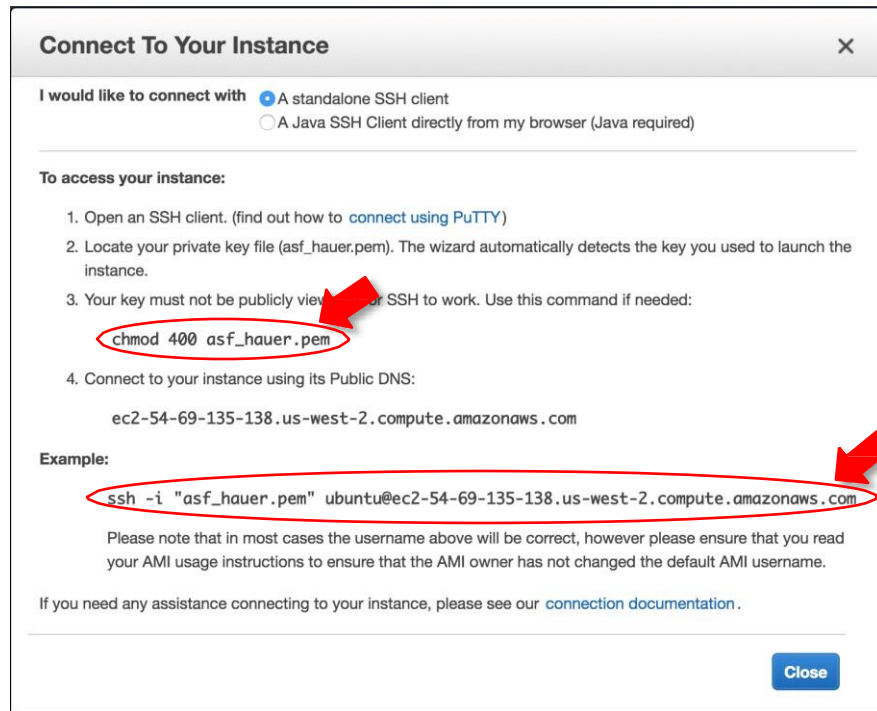 Connect To Your Instance
I would like to connect with A standalone SSH client
A Java SSH Client directly from my browser (Java required)
To access your instance:
1. Open an SSH client. (find out how to connect using PuTTY)
2. Locate your private key file (asf_hauer.pem). The wizard automatically detects the key you used to launch the
instance.
3. Your key must not be publicly SSH to work. Use this command if needed:
chmod 400 asf_hauer.pem
4. Connect to your instance using its Public DNS:
ec2-54-69-135-138.us-west-2.compute.amazonaws.com
Example:
ssh -i "asf_hauer.pem" ubuntu@ec2-54-69-135-138.us-west-2.compute.amazonaws.com
Please note that in most cases the username above will be correct, however please ensure that you read
your AMI usage instructions to ensure that the AMI owner has not changed the default AMI username.
If you need any assistance connecting to your instance, please see our connection documentation.
Close